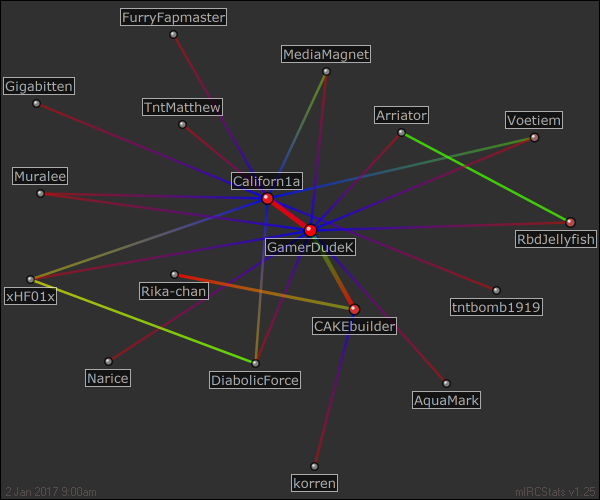 FurryFapmaster
MediaMagnet
Gigabitten
TntMatthew
Arriator
Voetiem
Muralee
Californ1a
GamerDudeK
RbdJellyfish
xHF01x
Rika-chan
tntbomb1919
CAKEbuilder
Narice
DiabolicForce
AquaMark
korren
2 Jan 2017 9:00am
mIRCStats v1.25